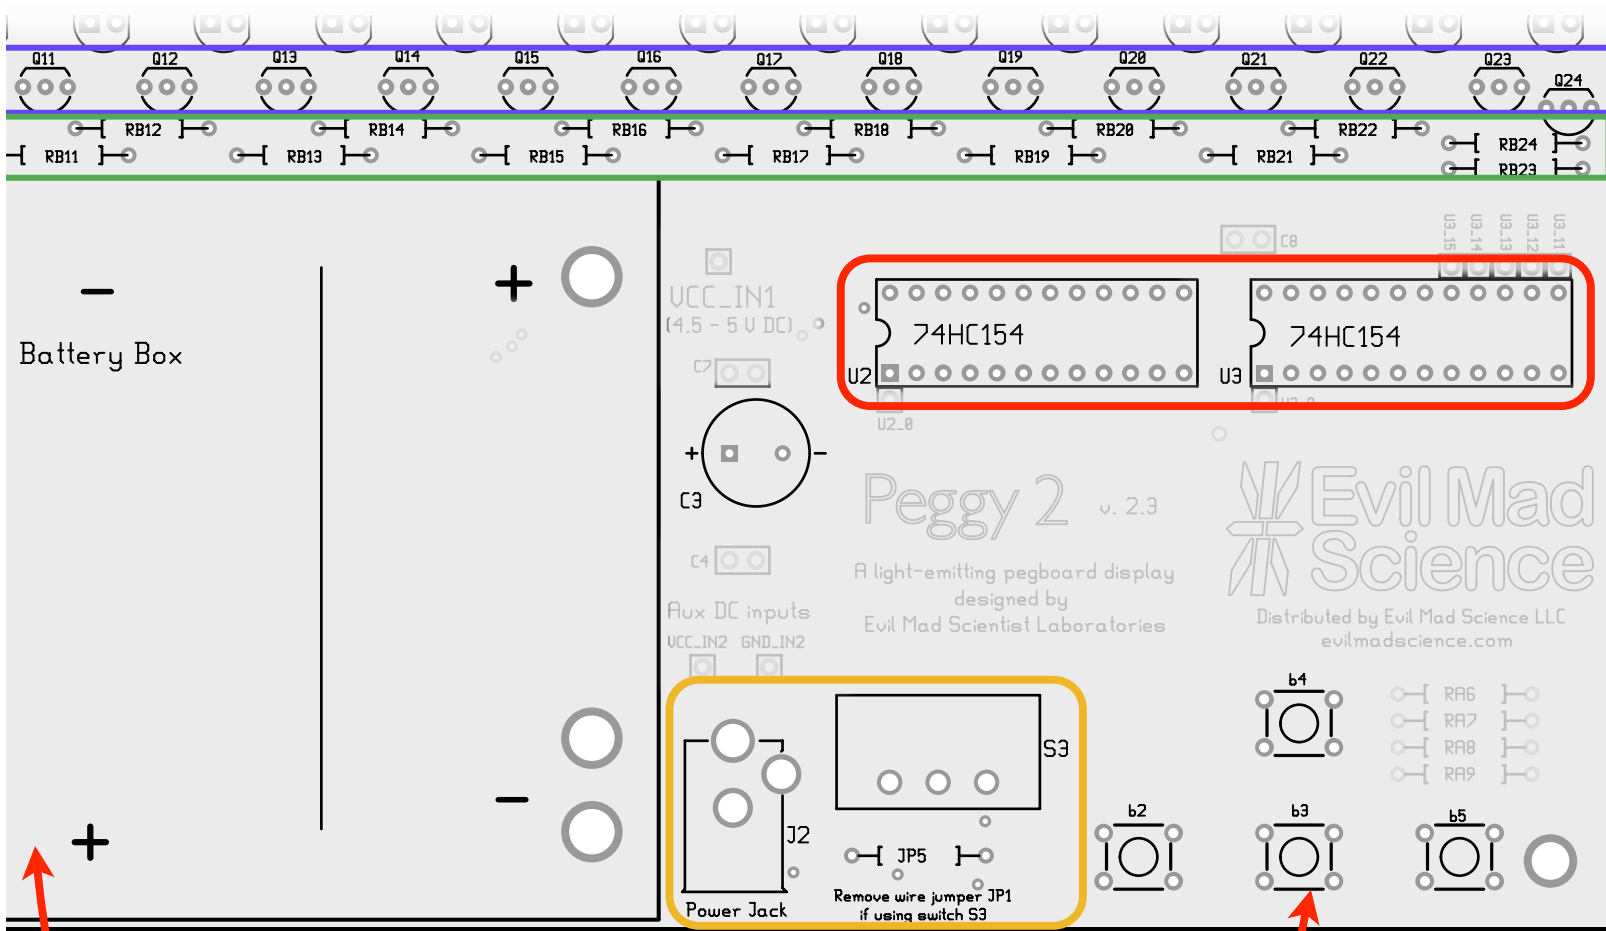 Q11 Q12 Q13 Q14 Q15 Q16 Q17 Q18 Q19 Q20 Q21 Q22 Q23
Q24
RB12 RB14 RB16 RB18 RB20 RB22
RB24
RB11 RB13 RB15 RB17 RB19 RB21
RB23
U3_15 U3_14 U3_13 U3_12 U3_11
C8
- +
VCC_IN1
(4.5 - 5 V DC)
74HC154 74HC154
Battery Box
C7
U2 U3
U2_0
+ -
C3
Peggy 2 v. 2.3
Evil Mad
Science
C4
A light-emitting pegboard display
designed by
Evil Mad Scientist Laboratories
Aux DC inputs
Distributed by Evil Mad Science LLC
evilmadscience.com
VCC_IN2 GND_IN2
b4
RA6
RA7
RA8
RA9
S3
-
b2 b3 b5
+
J2
JP5
Remove wire jumper JP1
if using switch S3
Power Jack